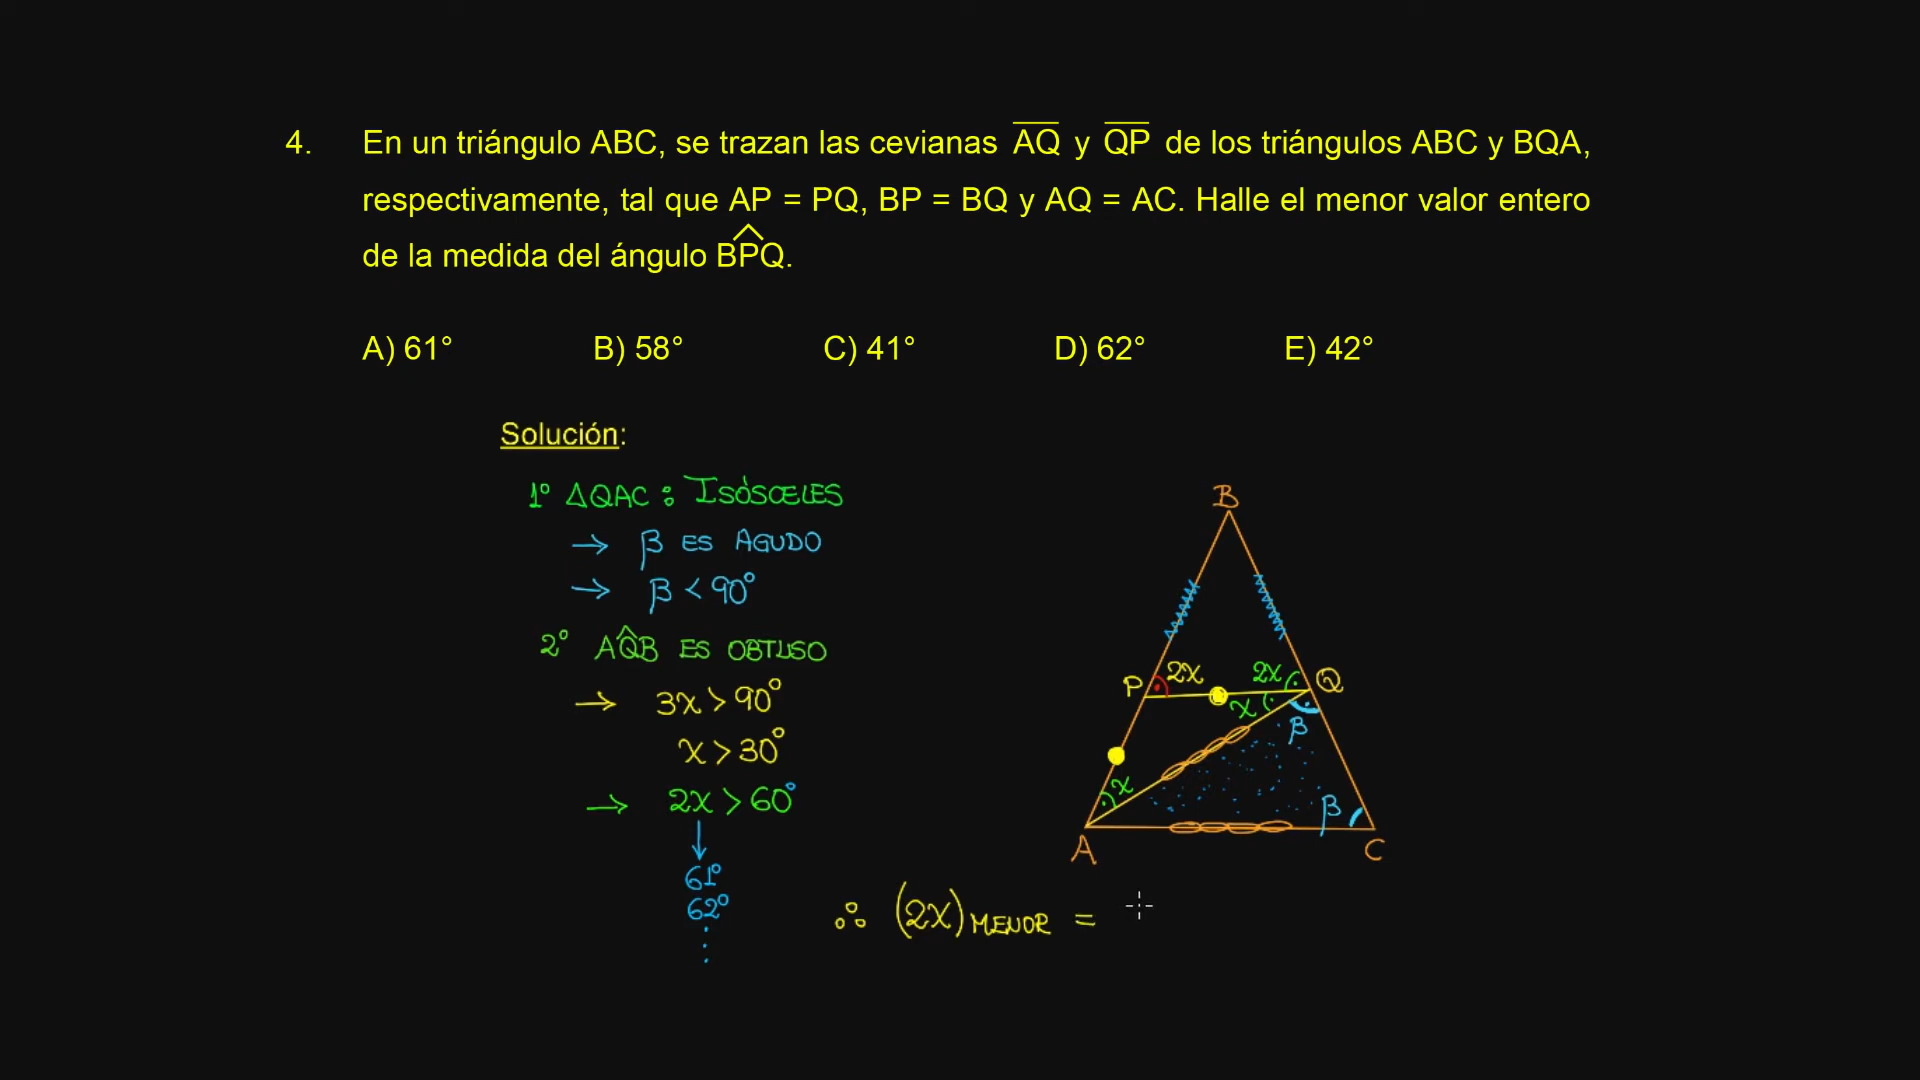 4. En un triángulo ABC, se trazan las cevianas AQ y QP de los triángulos ABC y BQA,
respectivamente, tal que AP = PQ, BP = BQ y AQ = AC. Halle el menor valor entero
de la medida del ángulo BPQ.
A) 61° B) 58° C) 41° D) 62° E) 42°
Solución:
1° ΔQAC : ISÓSCELES
→ β ES AGUDO
→ β < 90°
2° AQ̂B ES OBTUSO
→ 3x > 90°
x > 30°
→ 2x > 60°
61°
62°
∴ (2x)MENOR =
B
P 2x 2x Q
x
β
x
β
A C